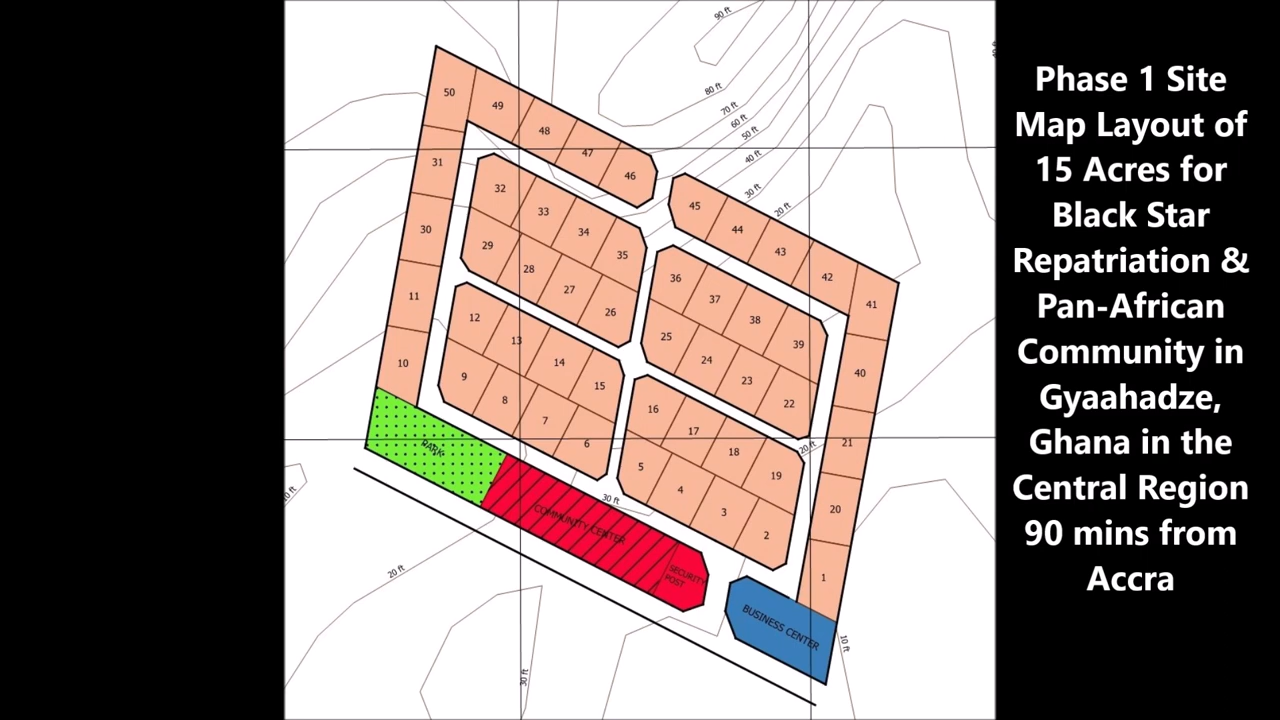 Phase 1 Site
Map Layout of
15 Acres for
Black Star
Repatriation &
Pan-African
Community in
Gyaahadze,
Ghana in the
Central Region
90 mins from
Accra
90 ft
80 ft
70 ft
60 ft
50 ft
40 ft
30 ft
20 ft
50
49
48
47
46
45
44
43
42
41
31
32
33
34
35
36
37
38
39
40
30
29
28
27
26
25
24
23
22
21
11
12
13
14
15
16
17
18
19
20
10
9
8
7
6
5
4
3
2
1
20 ft
PARK
COMMUNITY CENTER
SECURITY
POST
BUSINESS CENTER
30 ft
10 ft
20 ft
30 ft
10 ft